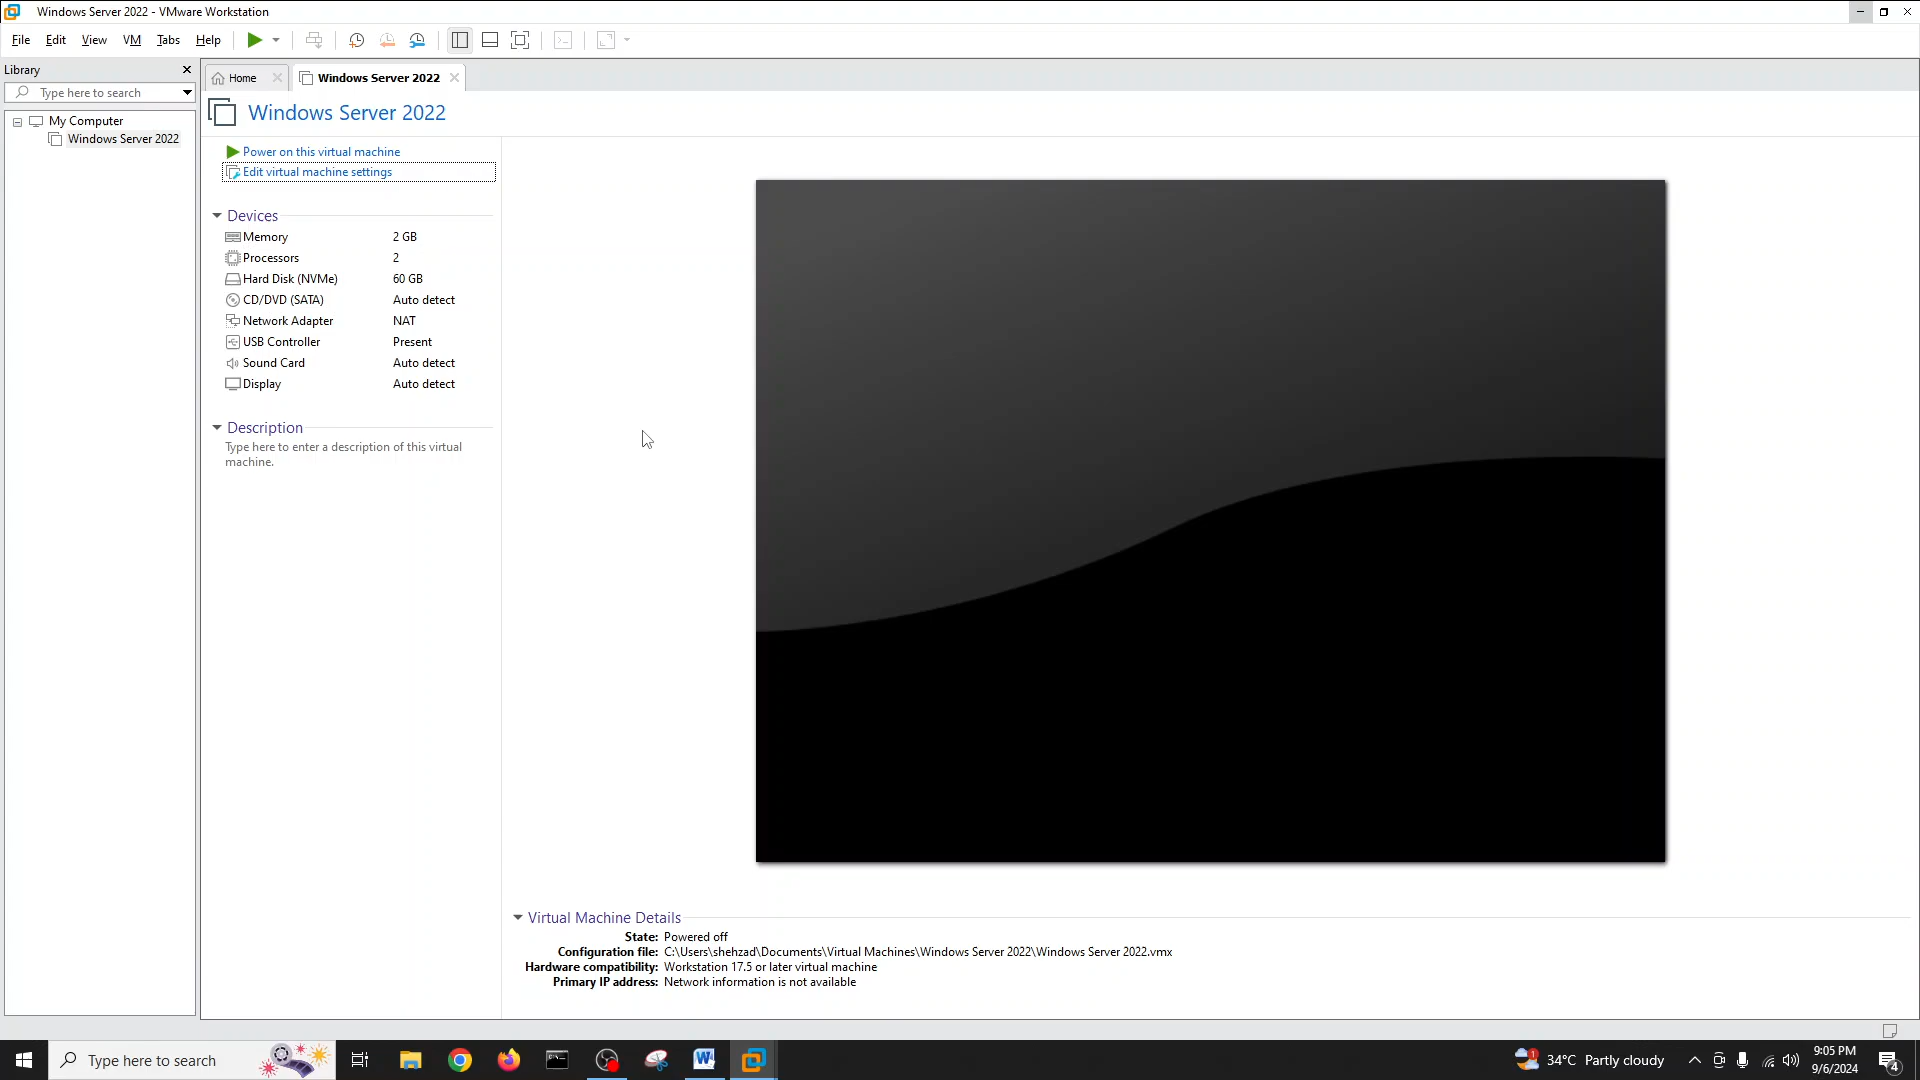 Windows Server 2022 - VMware Workstation
File Edit View VM Tabs Help
Library
Type here to search
My Computer
Windows Server 2022
Home
Windows Server 2022
Windows Server 2022
Power on this virtual machine
Edit virtual machine settings
Devices
Memory 2 GB
Processors 2
Hard Disk (NVMe) 60 GB
CD/DVD (SATA) Auto detect
Network Adapter NAT
USB Controller Present
Sound Card Auto detect
Display Auto detect
Description
Type here to enter a description of this virtual
machine.
Virtual Machine Details
State: Powered off
Configuration file: C:\Users\shehzad\Documents\Virtual Machines\Windows Server 2022\Windows Server 2022.vmx
Hardware compatibility: Workstation 17.5 or later virtual machine
Primary IP address: Network information is not available
Type here to search
1
34°C Partly cloudy
9:05 PM
9/6/2024
4